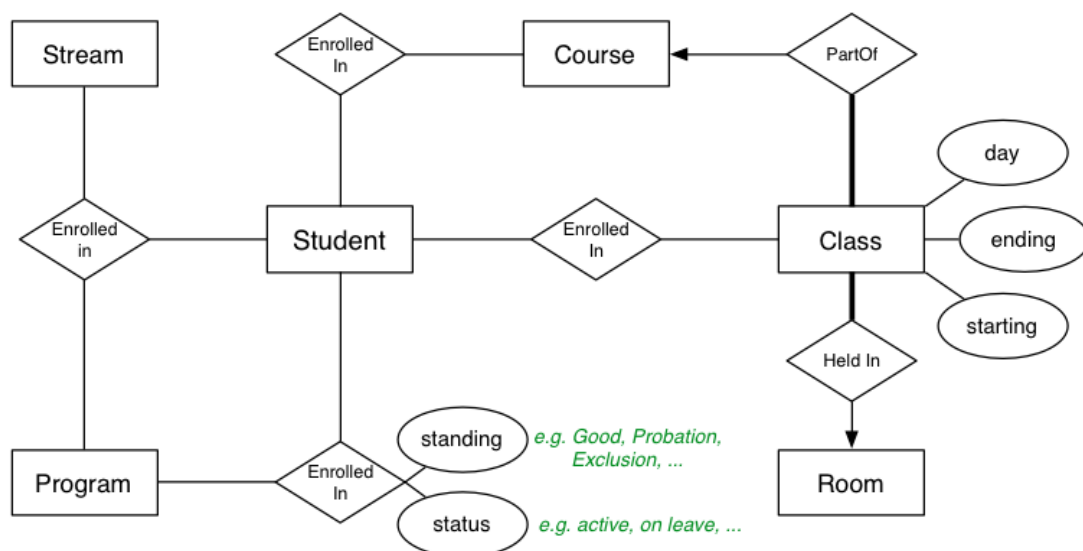 Stream
Enrolled
In
Course
PartOf
day
Enrolled
in
Student
Enrolled
In
Class
ending
starting
Held In
standing
e.g. Good, Probation,
Exclusion, ...
Program
Enrolled
In
Room
status
e.g. active, on leave, ...